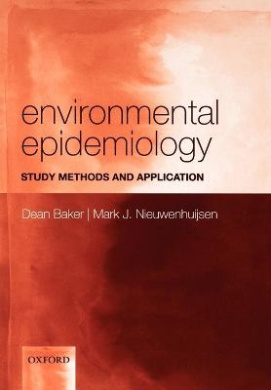 environmental
epidemiology
STUDY METHODS AND APPLICATION
Dean Baker | Mark J. Nieuwenhuijsen
OXFORD